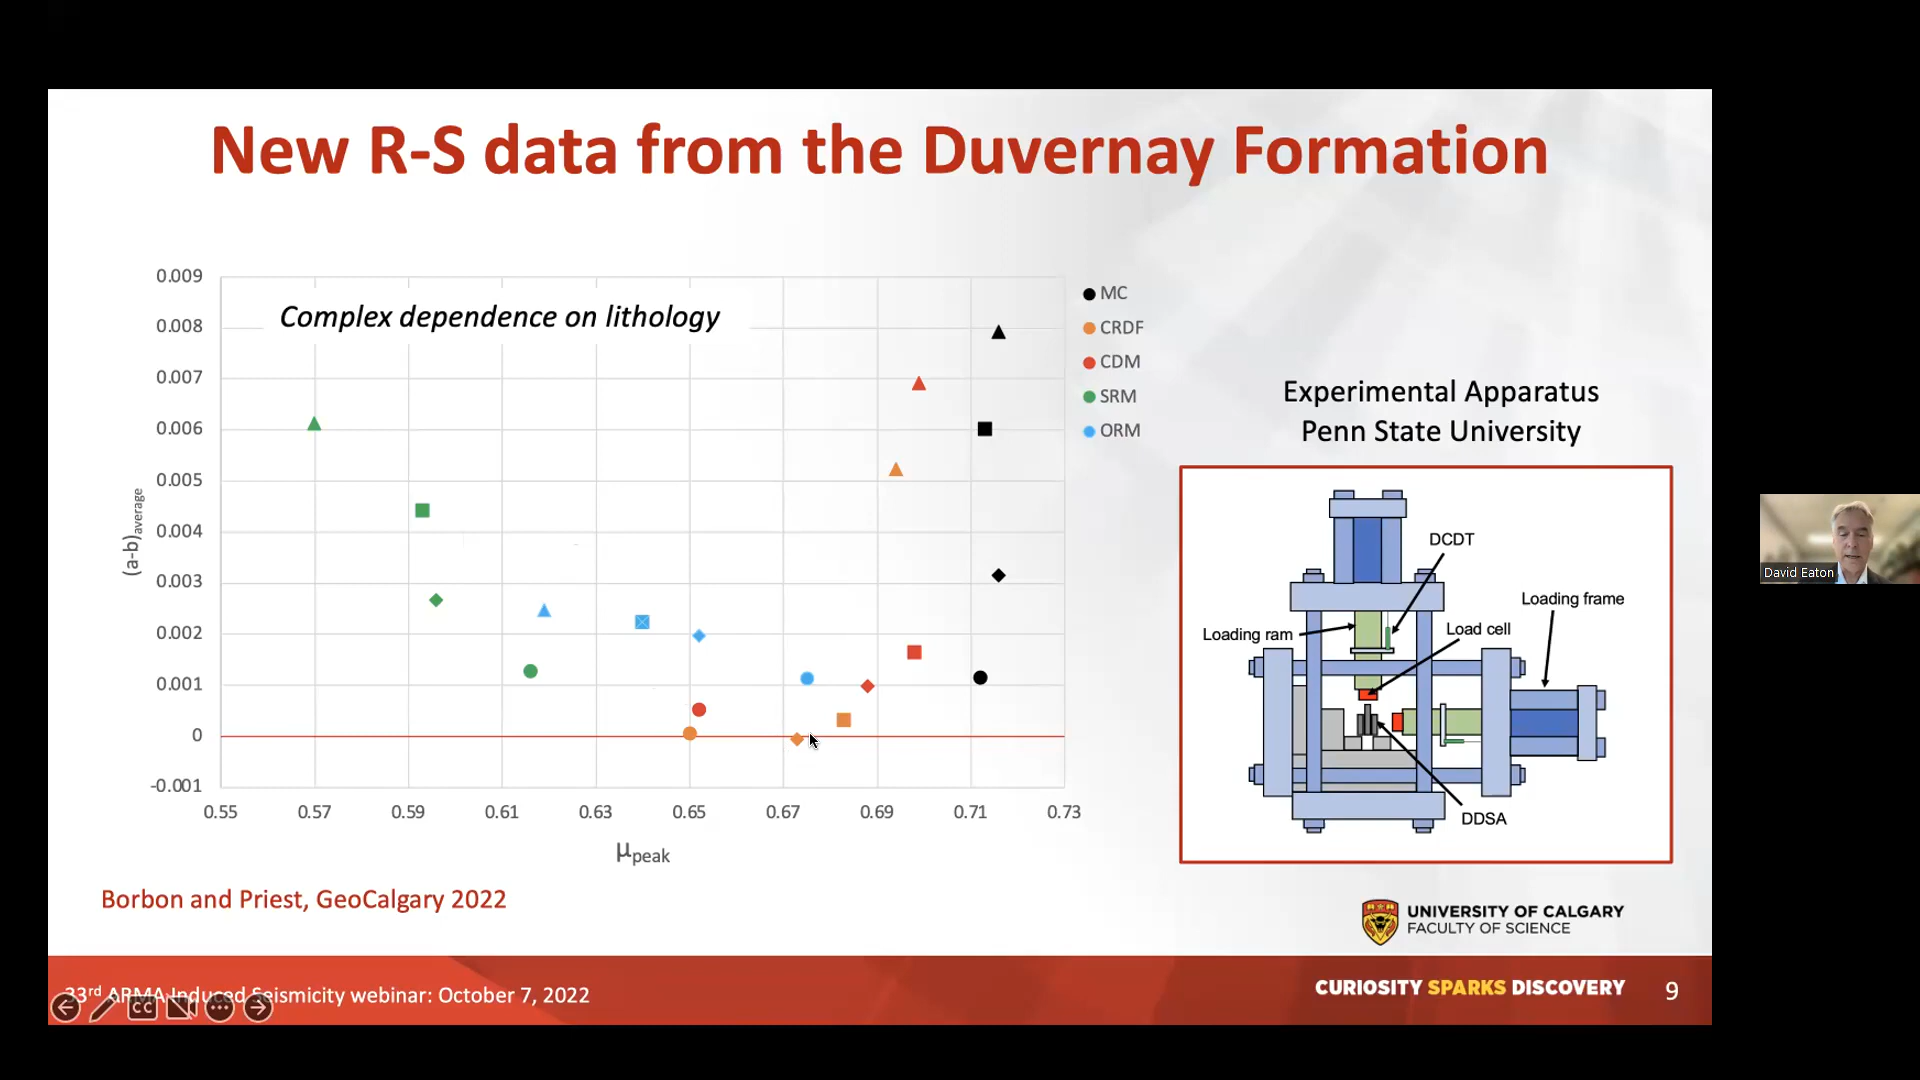 New R-S data from the Duvernay Formation
Complex dependence on lithology
0.009
0.008
0.007
0.006
0.005
0.004
0.003
0.002
0.001
0
-0.001
(a-b)average
0.55 0.57 0.59 0.61 0.63 0.65 0.67 0.69 0.71 0.73
μpeak
MC
CRDF
CDM
SRM
ORM
Experimental Apparatus
Penn State University
DCDT
Loading frame
Loading ram
Load cell
DDSA
David Eaton
Borbon and Priest, GeoCalgary 2022
UNIVERSITY OF CALGARY
FACULTY OF SCIENCE
33rd ARMA Induced Seismicity webinar: October 7, 2022
CC
CURIOSITY SPARKS DISCOVERY
9